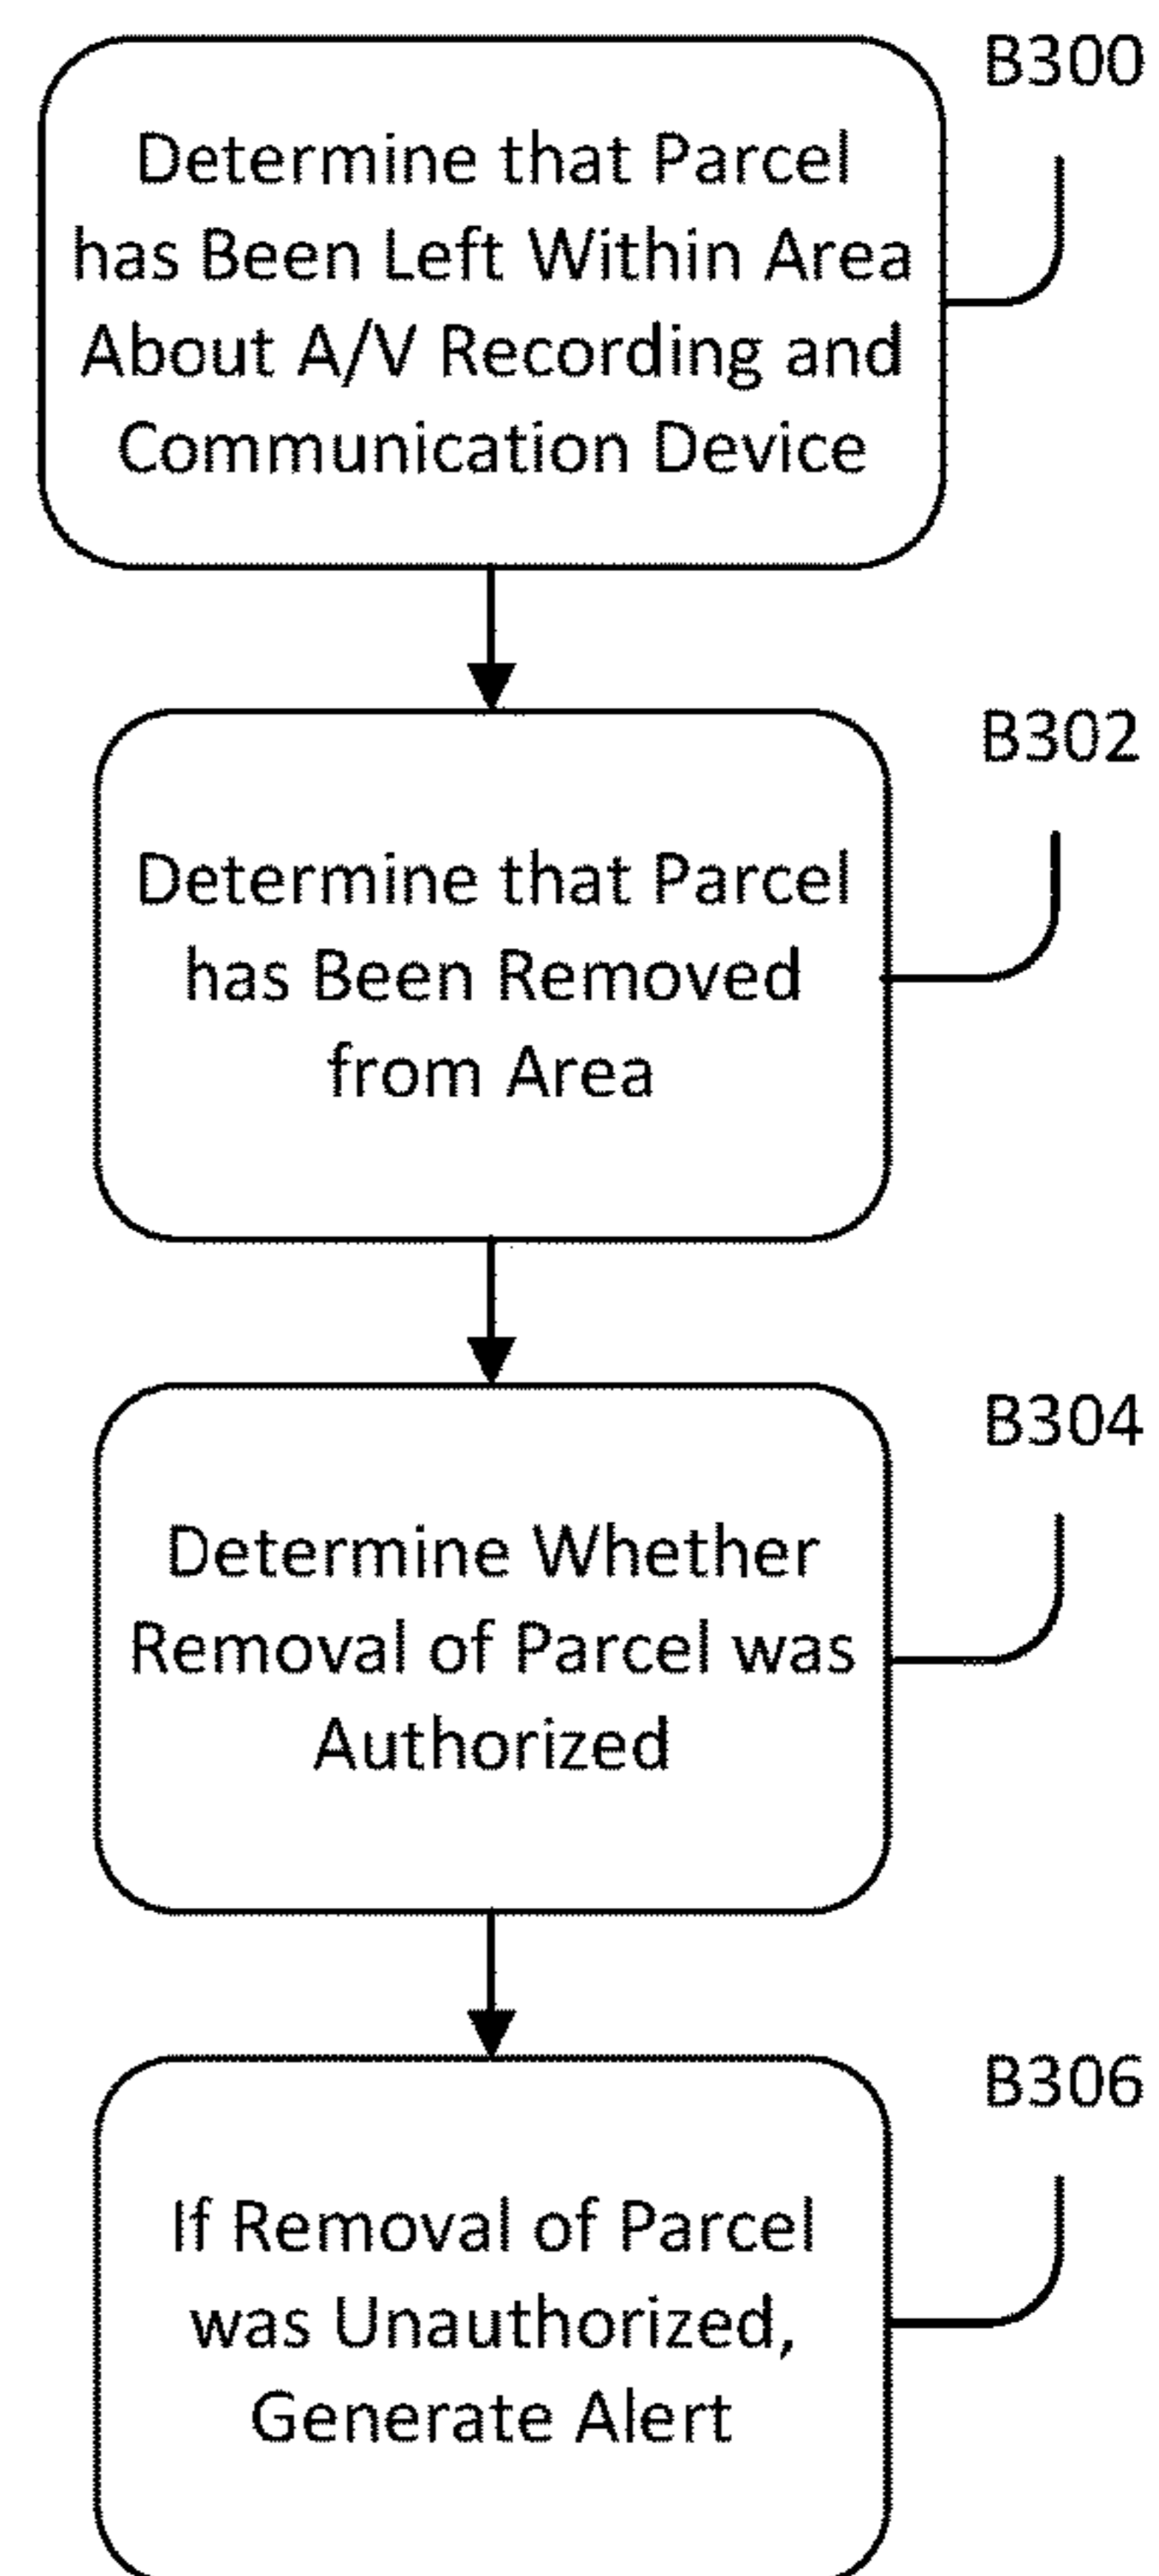 B300
Determine that Parcel
has Been Left Within Area
About A/V Recording and
Communication Device
B302
Determine that Parcel
has Been Removed
from Area
B304
Determine Whether
Removal of Parcel was
Authorized
B306
If Removal of Parcel
was Unauthorized,
Generate Alert